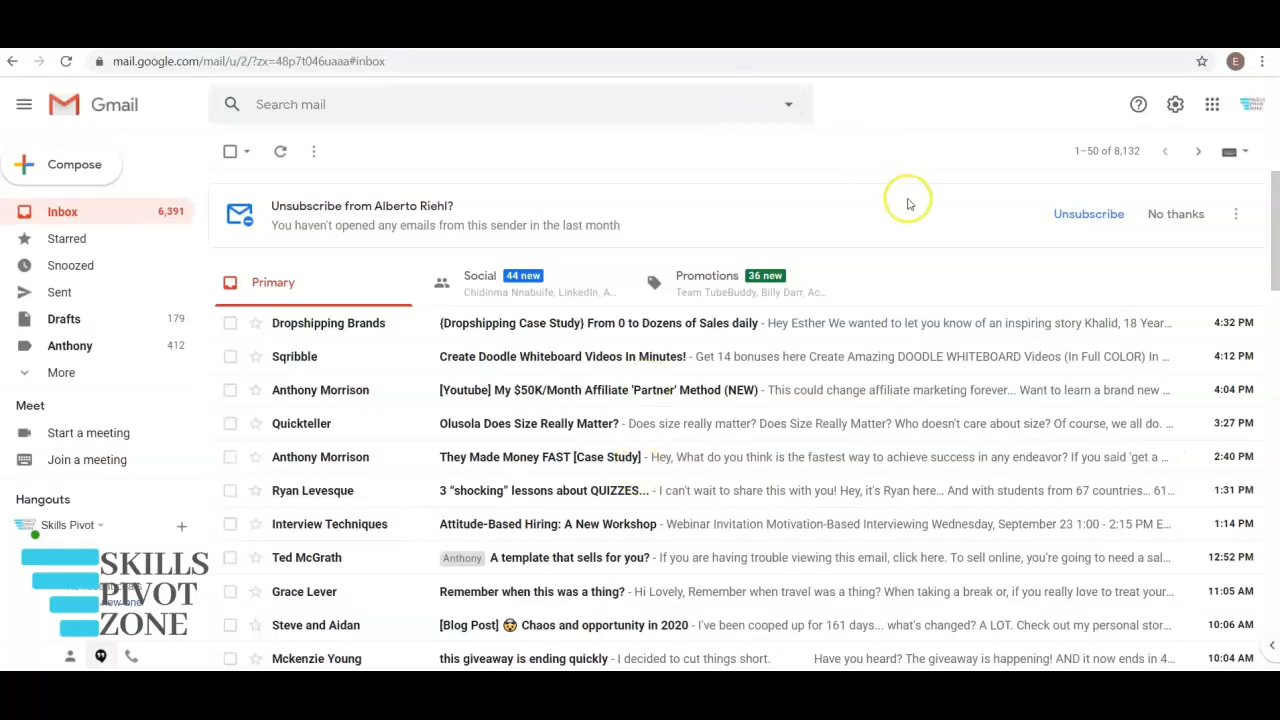 mail.google.com/mail/u/2/?zx=48p7t046uaaa#inbox
E
Gmail
Search mail
SKILLS PIVOT ZONE
Compose
1–50 of 8,132
Inbox 6,391
Starred
Snoozed
Sent
Drafts 179
Anthony 412
More
Meet
Start a meeting
Join a meeting
Hangouts
Skills Pivot
SKILLS
PIVOT
ZONE
Unsubscribe from Alberto Riehl?
You haven't opened any emails from this sender in the last month
Unsubscribe No thanks
Primary
Social 44 new
Chidinma Nnabuife, LinkedIn, A...
Promotions 36 new
Team TubeBuddy, Billy Darr, Ac...
Dropshipping Brands {Dropshipping Case Study} From 0 to Dozens of Sales daily - Hey Esther We wanted to let you know of an inspiring story Khalid, 18 Year... 4:32 PM
Sqribble Create Doodle Whiteboard Videos In Minutes! - Get 14 bonuses here Create Amazing DOODLE WHITEBOARD Videos (In Full COLOR) In ... 4:12 PM
Anthony Morrison [Youtube] My $50K/Month Affiliate 'Partner' Method (NEW) - This could change affiliate marketing forever... Want to learn a brand new ... 4:04 PM
Quickteller Olusola Does Size Really Matter? - Does size really matter? Does Size Really Matter? Who doesn't care about size? Of course, we all do. ... 3:27 PM
Anthony Morrison They Made Money FAST [Case Study] - Hey, What do you think is the fastest way to achieve success in any endeavor? If you said 'get a ... 2:40 PM
Ryan Levesque 3 “shocking” lessons about QUIZZES... - I can't wait to share this with you! Hey, it's Ryan here... And with students from 67 countries... 61... 1:31 PM
Interview Techniques Attitude-Based Hiring: A New Workshop - Webinar Invitation Motivation-Based Interviewing Wednesday, September 23 1:00 - 2:15 PM E... 1:14 PM
Ted McGrath Anthony A template that sells for you? - If you are having trouble viewing this email, click here. To sell online, you're going to need a sal... 12:52 PM
Grace Lever Remember when this was a thing? - Hi Lovely, Remember when travel was a thing? When taking a break or, if you really love to treat your... 11:05 AM
Steve and Aidan [Blog Post] 😲 Chaos and opportunity in 2020 - I've been cooped up for 161 days... what's changed? A LOT. Check out my personal stor... 10:06 AM
Mckenzie Young this giveaway is ending quickly - I decided to cut things short. Have you heard? The giveaway is happening! AND it now ends in 4... 10:04 AM